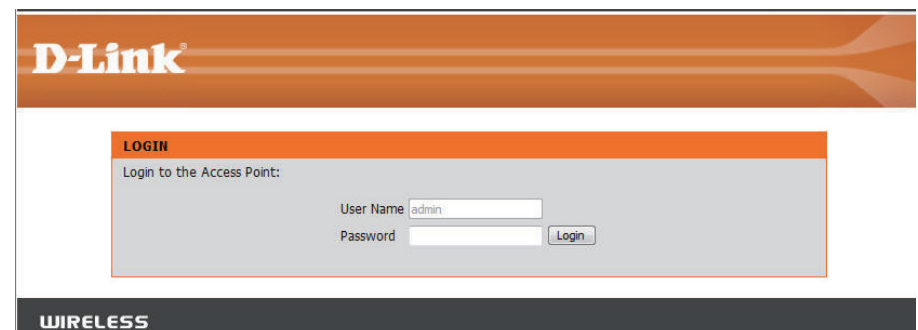 D-Link®
LOGIN
Login to the Access Point:
User Name admin
Password Login
WIRELESS